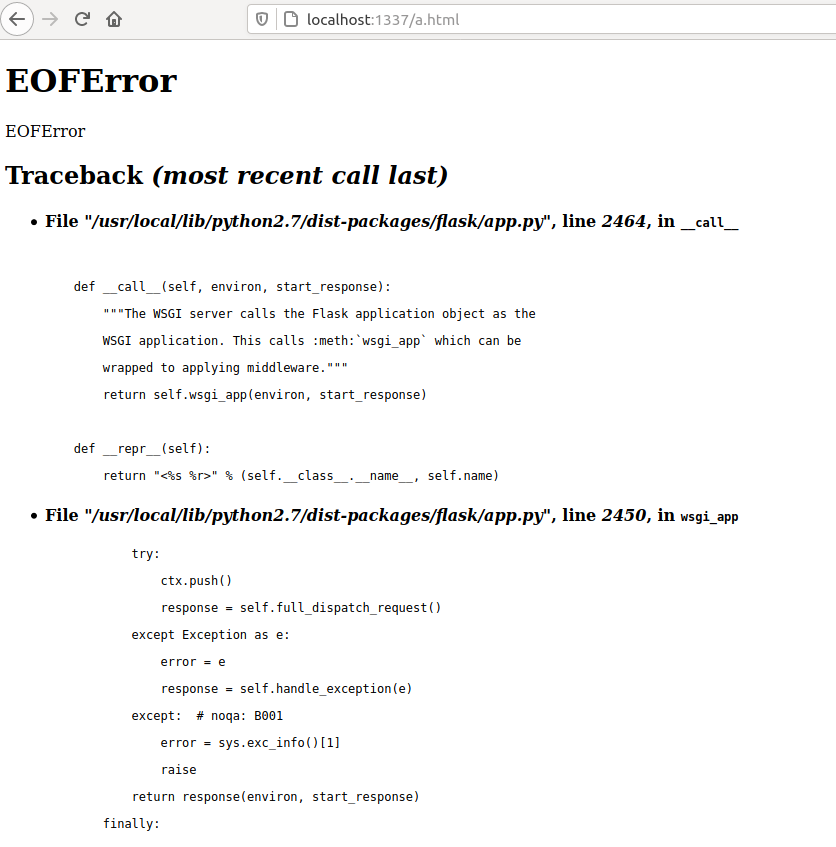 localhost:1337/a.html
EOFError
EOFError
Traceback (most recent call last)
• File "/usr/local/lib/python2.7/dist-packages/flask/app.py", line 2464, in __call__
def __call__(self, environ, start_response):
"""The WSGI server calls the Flask application object as the
WSGI application. This calls :meth:`wsgi_app` which can be
wrapped to applying middleware."""
return self.wsgi_app(environ, start_response)
def __repr__(self):
return "<%s %r>" % (self.__class__.__name__, self.name)
• File "/usr/local/lib/python2.7/dist-packages/flask/app.py", line 2450, in wsgi_app
try:
ctx.push()
response = self.full_dispatch_request()
except Exception as e:
error = e
response = self.handle_exception(e)
except:  # noqa: B001
error = sys.exc_info()[1]
raise
return response(environ, start_response)
finally: